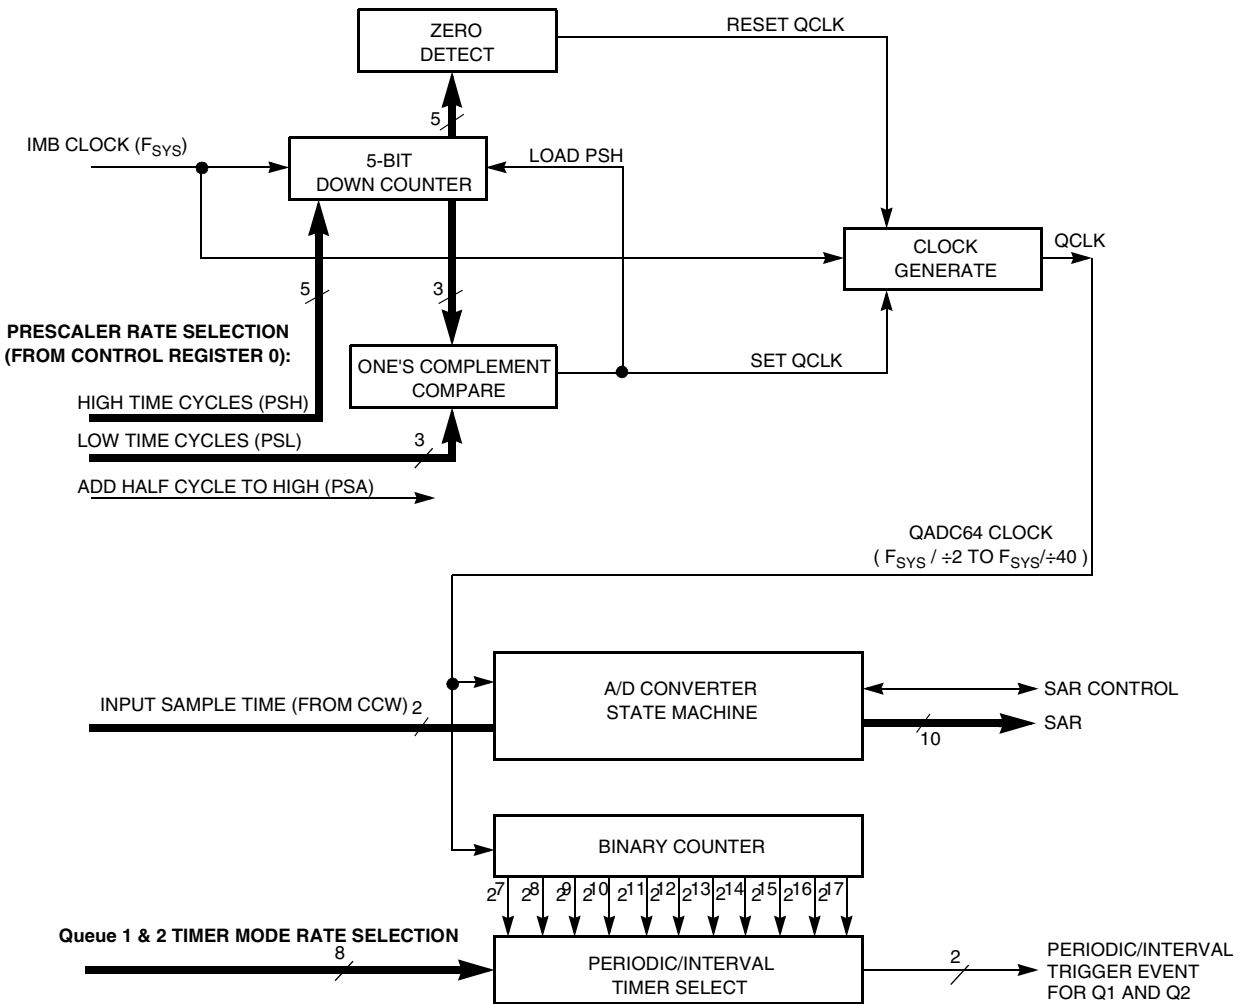 ZERO
DETECT
RESET QCLK
5
IMB CLOCK (FSYS)
5-BIT
DOWN COUNTER
LOAD PSH
CLOCK
GENERATE
QCLK
5
3
PRESCALER RATE SELECTION
(FROM CONTROL REGISTER 0):
ONE'S COMPLEMENT
COMPARE
SET QCLK
HIGH TIME CYCLES (PSH)
LOW TIME CYCLES (PSL)
3
ADD HALF CYCLE TO HIGH (PSA)
QADC64 CLOCK
( FSYS / ÷2 TO FSYS/÷40 )
INPUT SAMPLE TIME (FROM CCW)
2
A/D CONVERTER
STATE MACHINE
SAR CONTROL
SAR
10
BINARY COUNTER
2^7 2^8 2^9 2^10 2^11 2^12 2^13 2^14 2^15 2^16 2^17
Queue 1 & 2 TIMER MODE RATE SELECTION
8
PERIODIC/INTERVAL
TIMER SELECT
2
PERIODIC/INTERVAL
TRIGGER EVENT
FOR Q1 AND Q2